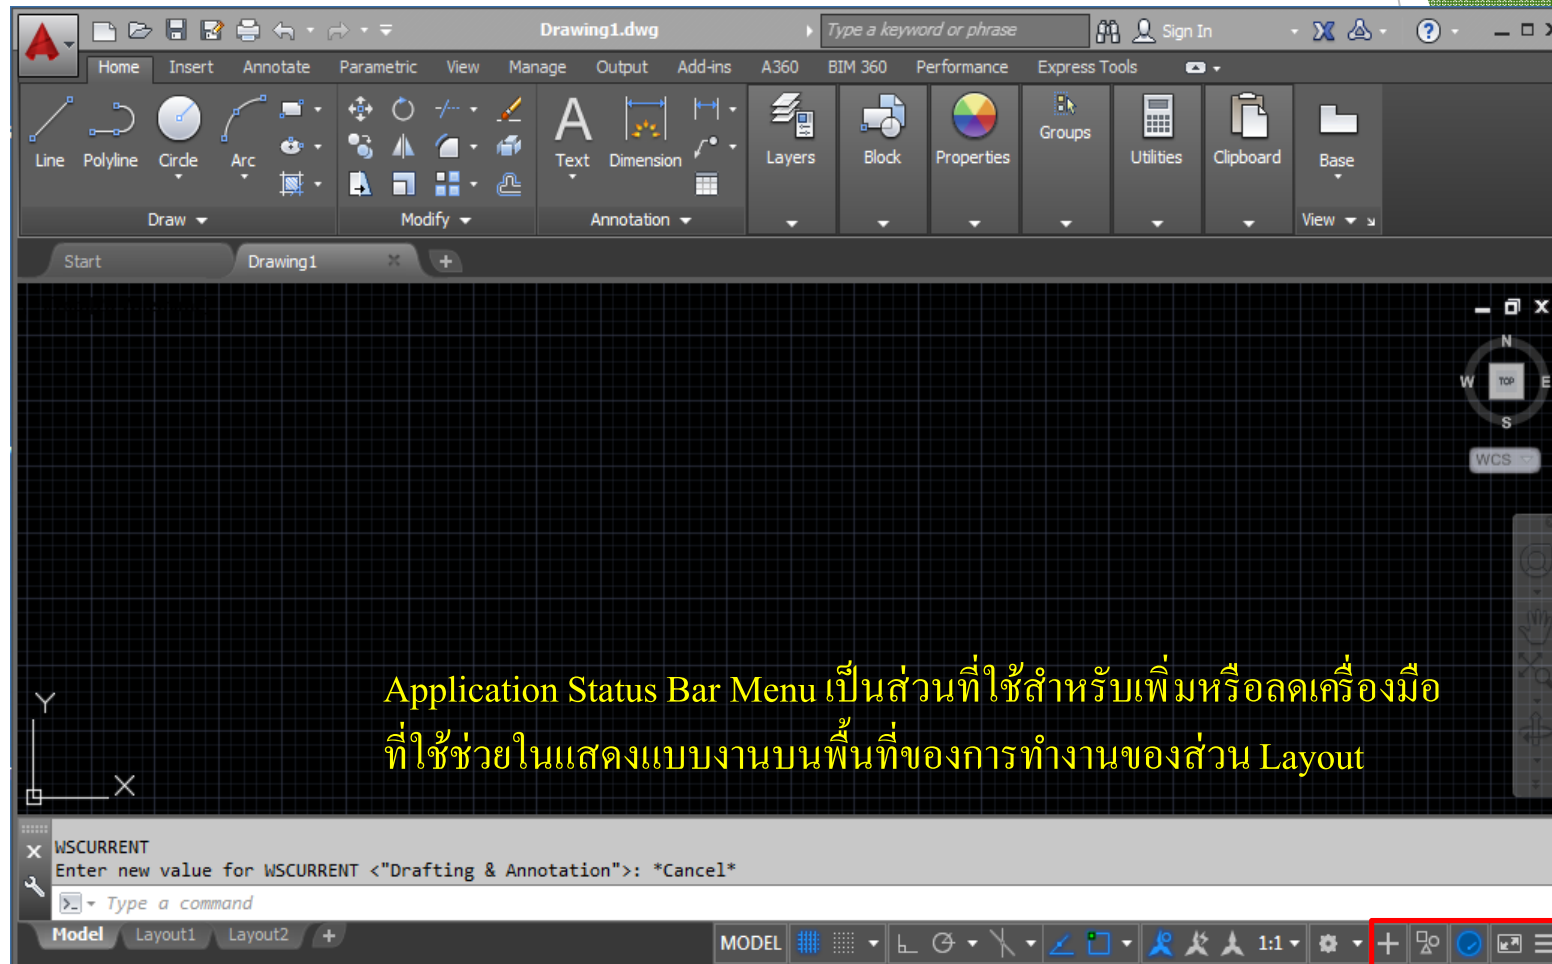 Drawing1.dwg
Type a keyword or phrase
Sign In
Home Insert Annotate Parametric View Manage Output Add-ins A360 BIM 360 Performance Express Tools
Line Polyline Circle Arc
Text Dimension
Layers Block Properties Groups Utilities Clipboard Base
Draw Modify Annotation View
Start Drawing1
N
W TOP E
S
WCS
Application Status Bar Menu เป็นส่วนที่ใช้สำหรับเพิ่มหรือลดเครื่องมือ
ที่ใช้ช่วยในแสดงแบบงานบนพื้นที่ของการทำงานของส่วน Layout
Y
X
WSCURRENT
Enter new value for WSCURRENT <"Drafting & Annotation">: *Cancel*
Type a command
Model Layout1 Layout2 + MODEL 1:1